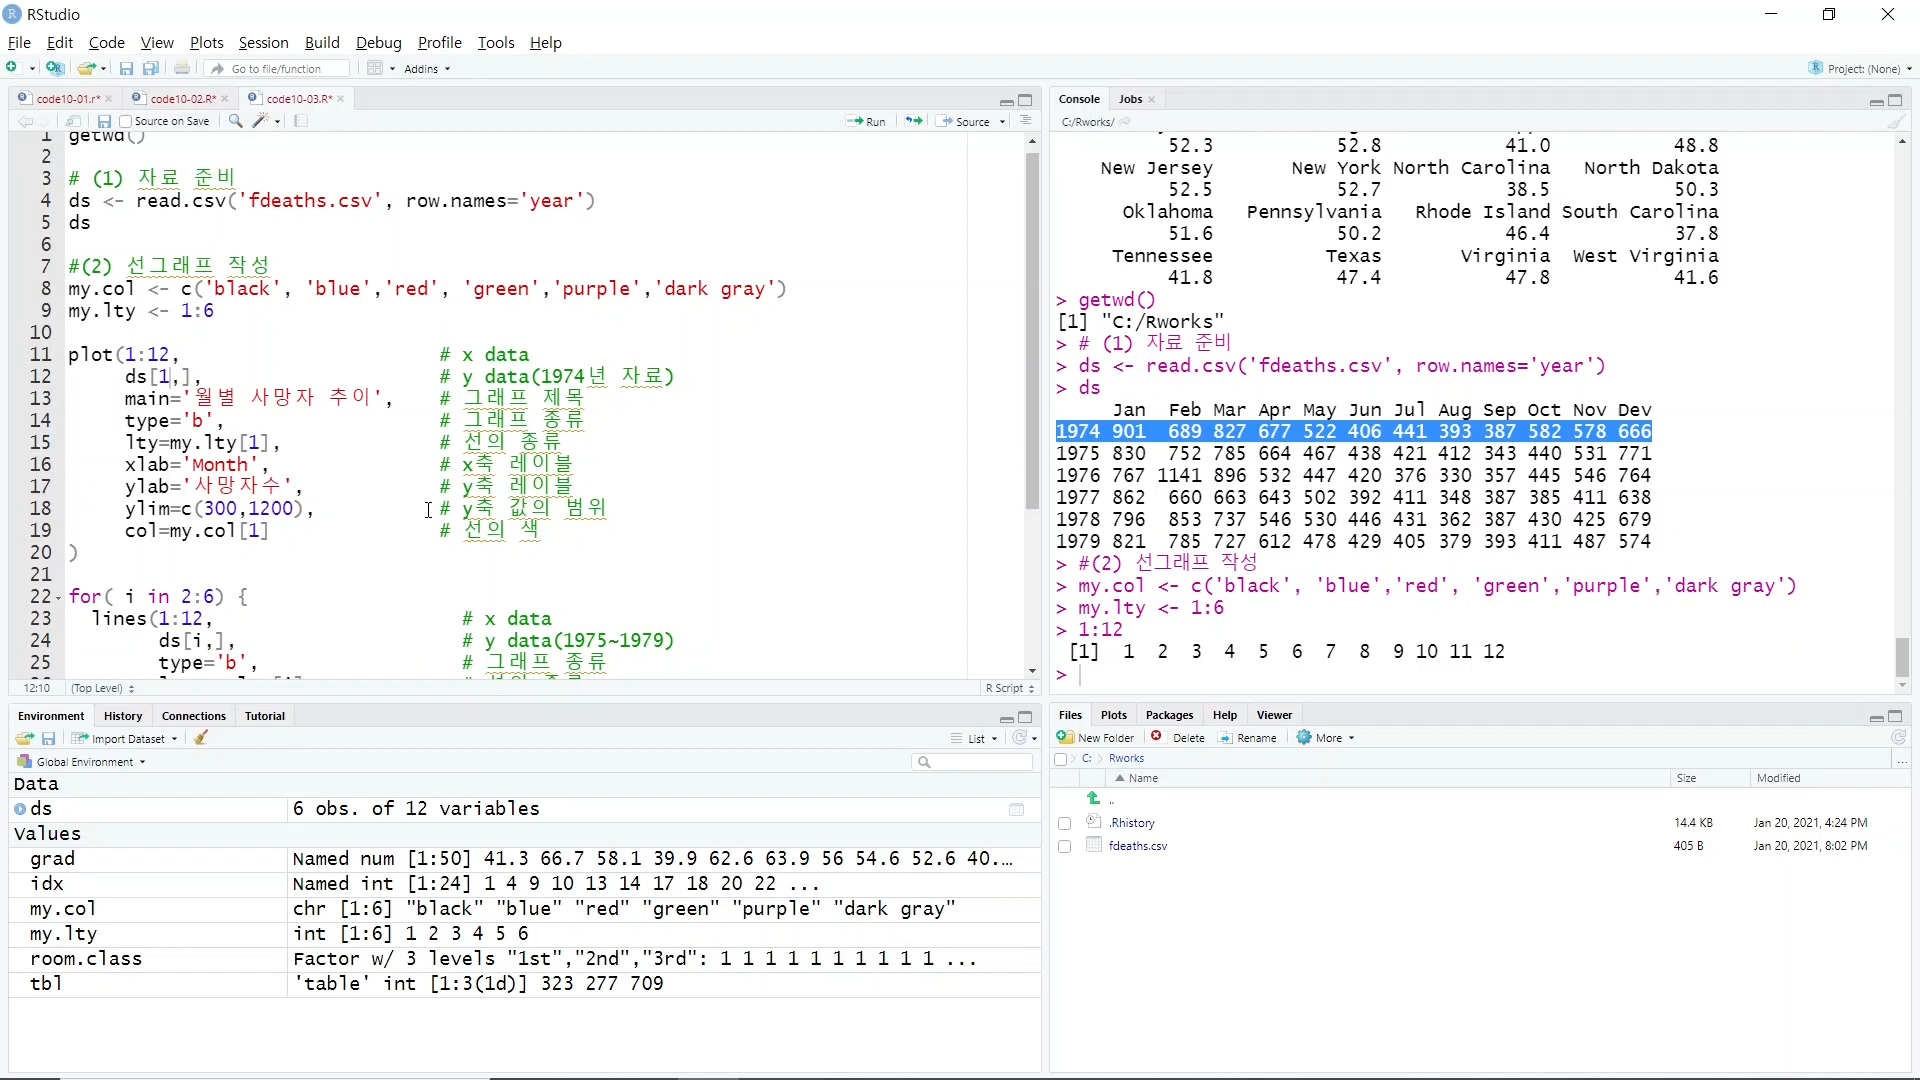 RStudio
File Edit Code View Plots Session Build Debug Profile Tools Help
Go to file/function Addins Project: (None)
code10-01.r* code10-02.R* code10-03.R*
Source on Save Run Source
1 getwd()
2
3 # (1) 자료 준비
4 ds <- read.csv('fdeaths.csv', row.names='year')
5 ds
6
7 #(2) 선그래프 작성
8 my.col <- c('black', 'blue','red', 'green','purple','dark gray')
9 my.lty <- 1:6
10
11 plot(1:12, # x data
12 ds[1,], # y data(1974년 자료)
13 main='월별 사망자 추이', # 그래프 제목
14 type='b', # 그래프 종류
15 lty=my.lty[1], # 선의 종류
16 xlab='Month', # x축 레이블
17 ylab='사망자수', # y축 레이블
18 ylim=c(300,1200), # y축 값의 범위
19 col=my.col[1] # 선의 색
20 )
21
22 for( i in 2:6) {
23 lines(1:12, # x data
24 ds[i,], # y data(1975~1979)
25 type='b', # 그래프 종류
12:10 (Top Level) R Script
Console Jobs
C:/Rworks/
52.3 52.8 41.0 48.8
New Jersey New York North Carolina North Dakota
52.5 52.7 38.5 50.3
Oklahoma Pennsylvania Rhode Island South Carolina
51.6 50.2 46.4 37.8
Tennessee Texas Virginia West Virginia
41.8 47.4 47.8 41.6
> getwd()
[1] "C:/Rworks"
> # (1) 자료 준비
> ds <- read.csv('fdeaths.csv', row.names='year')
> ds
Jan Feb Mar Apr May Jun Jul Aug Sep Oct Nov Dev
1974 901 689 827 677 522 406 441 393 387 582 578 666
1975 830 752 785 664 467 438 421 412 343 440 531 771
1976 767 1141 896 532 447 420 376 330 357 445 546 764
1977 862 660 663 643 502 392 411 348 387 385 411 638
1978 796 853 737 546 530 446 431 362 387 430 425 679
1979 821 785 727 612 478 429 405 379 393 411 487 574
> #(2) 선그래프 작성
> my.col <- c('black', 'blue','red', 'green','purple','dark gray')
> my.lty <- 1:6
> 1:12
[1] 1 2 3 4 5 6 7 8 9 10 11 12
>
Environment History Connections Tutorial
Import Dataset List
Global Environment
Data
ds 6 obs. of 12 variables
Values
grad Named num [1:50] 41.3 66.7 58.1 39.9 62.6 63.9 56 54.6 52.6 40....
idx Named int [1:24] 1 4 9 10 13 14 17 18 20 22 ...
my.col chr [1:6] "black" "blue" "red" "green" "purple" "dark gray"
my.lty int [1:6] 1 2 3 4 5 6
room.class Factor w/ 3 levels "1st","2nd","3rd": 1 1 1 1 1 1 1 1 1 1 ...
tbl 'table' int [1:3(1d)] 323 277 709
Files Plots Packages Help Viewer
New Folder Delete Rename More
C: Rworks ...
Name Size Modified
..
.Rhistory 14.4 KB Jan 20, 2021, 4:24 PM
fdeaths.csv 405 B Jan 20, 2021, 8:02 PM